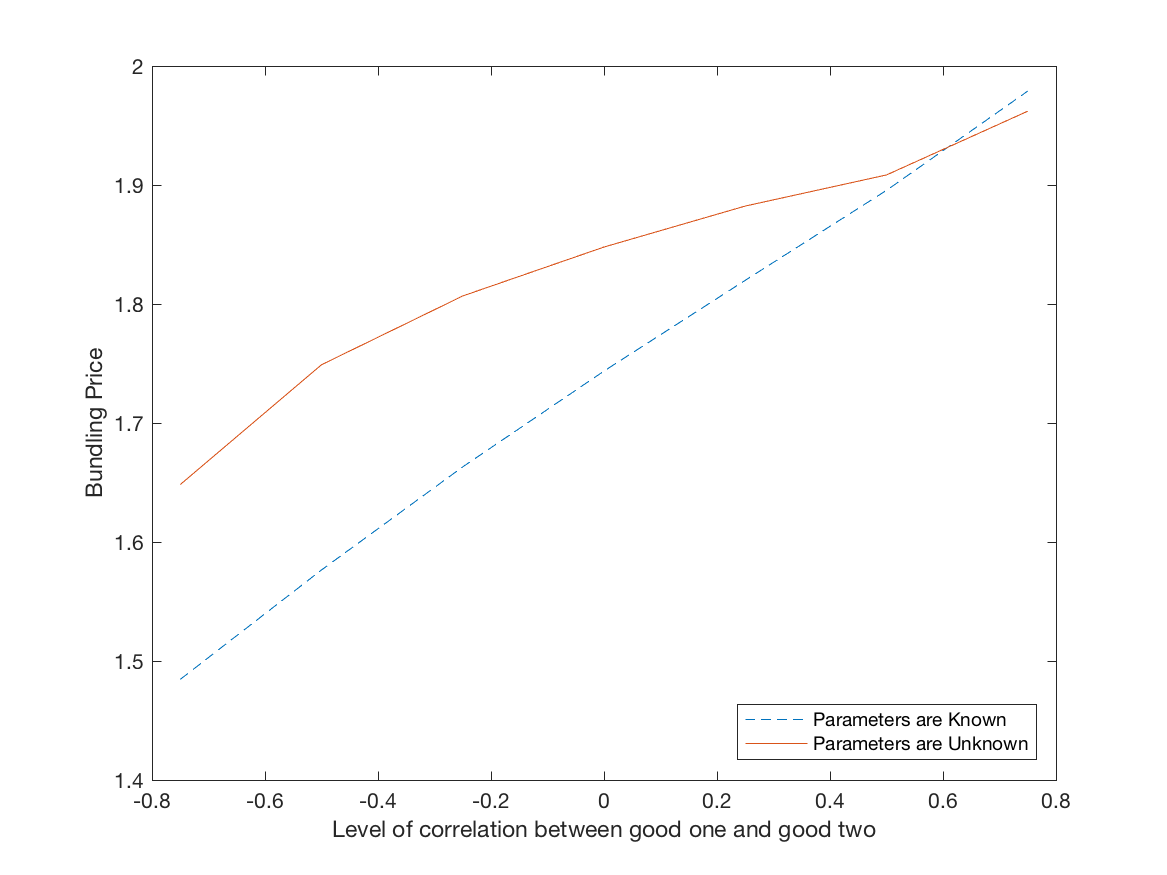 2
1.9
1.8
1.7
1.6
1.5
1.4
Bundling Price
Parameters are Known
Parameters are Unknown
-0.8 -0.6 -0.4 -0.2 0 0.2 0.4 0.6 0.8
Level of correlation between good one and good two